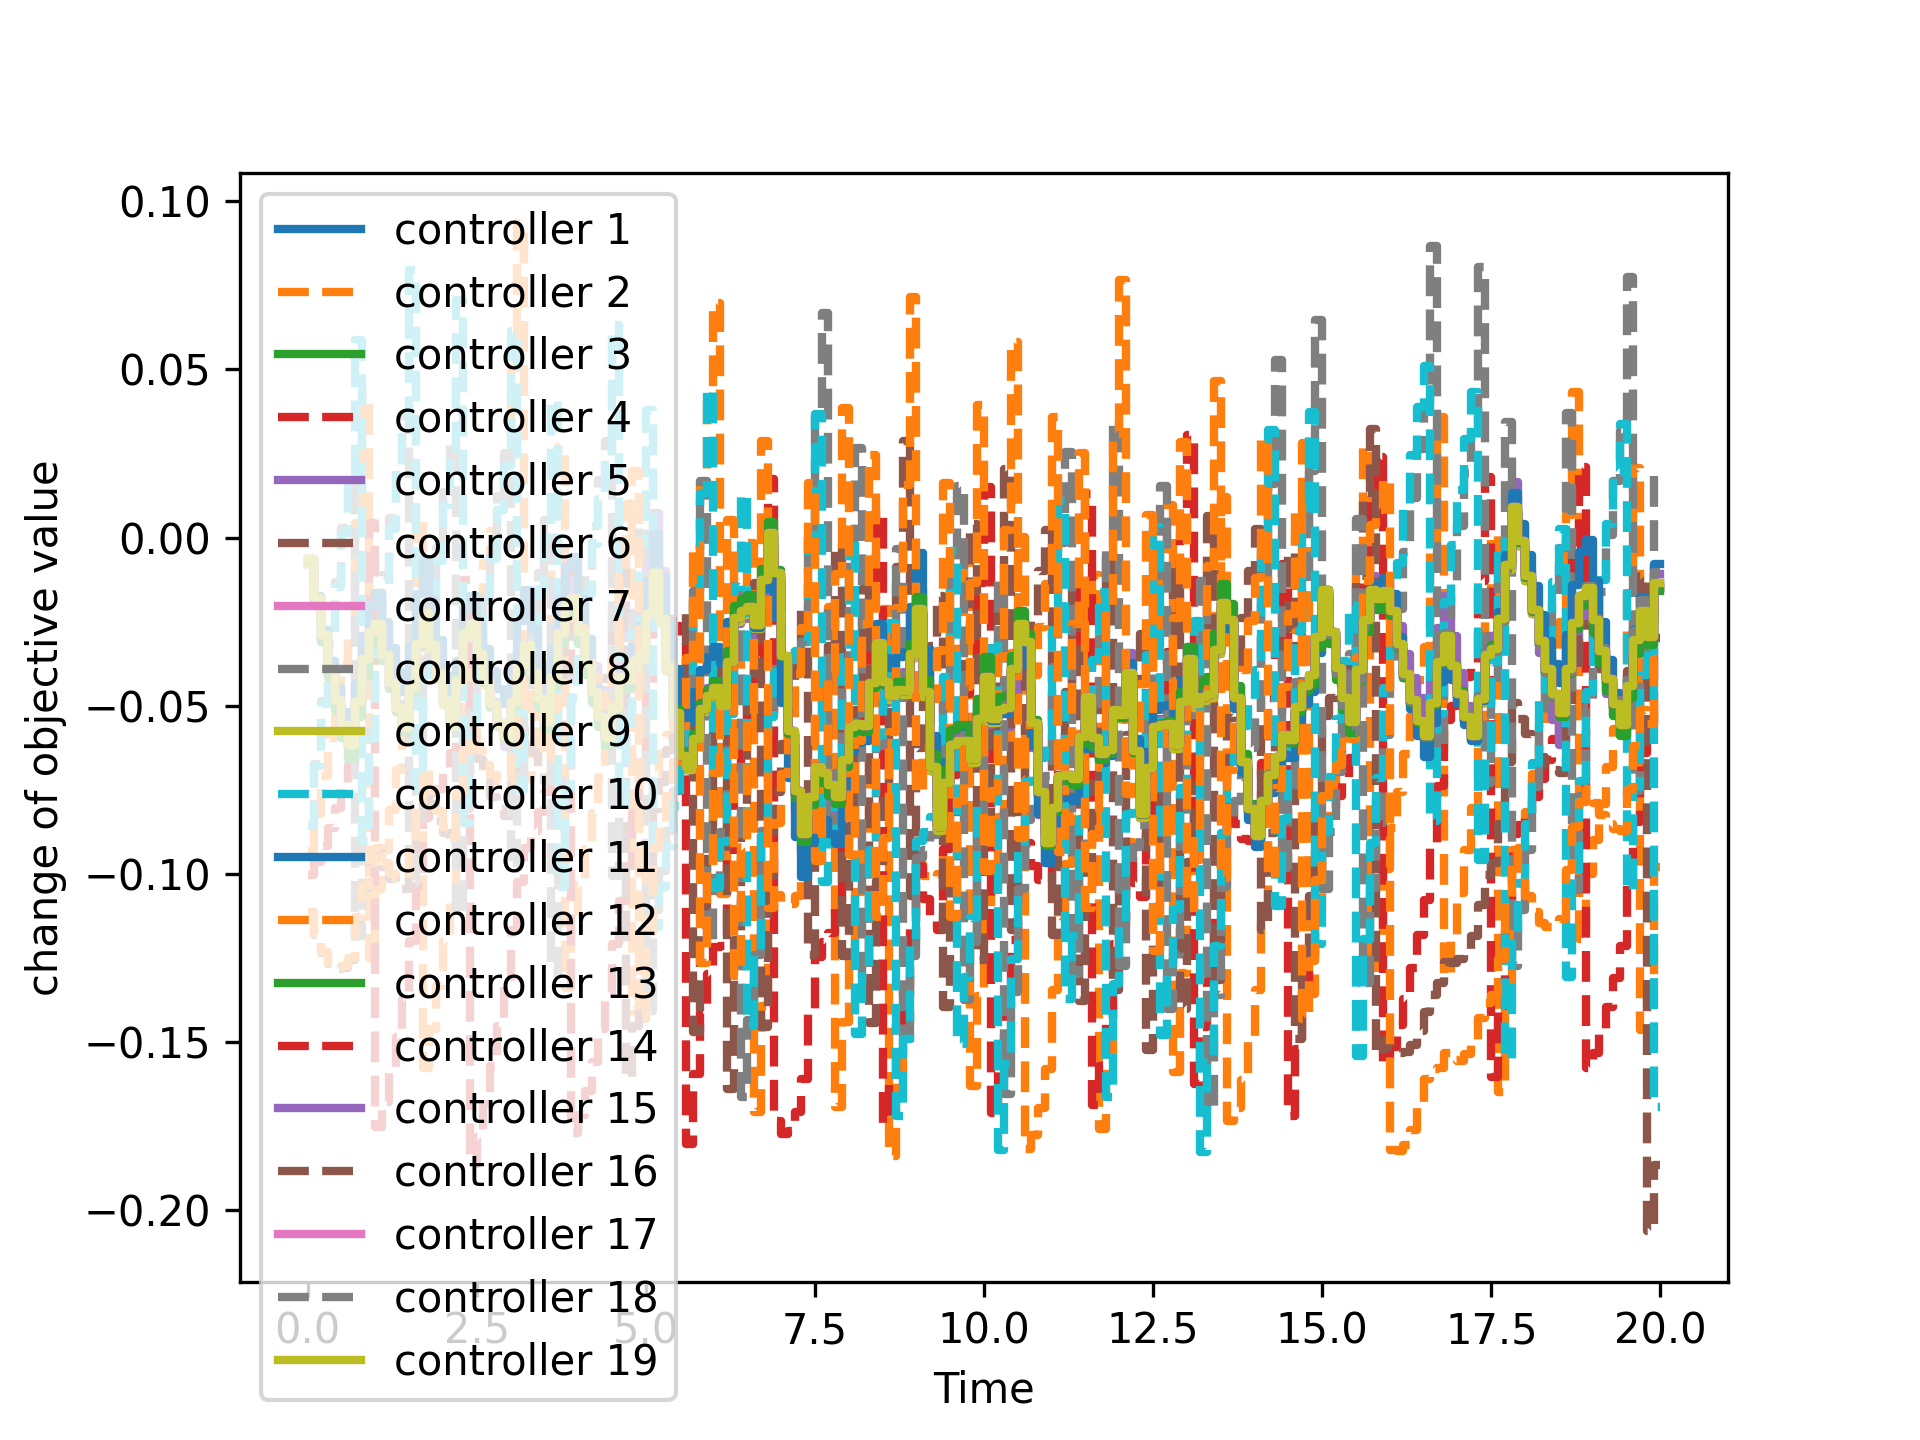 0.10
0.05
0.00
−0.05
−0.10
−0.15
−0.20
change of objective value
controller 1
controller 2
controller 3
controller 4
controller 5
controller 6
controller 7
controller 8
controller 9
controller 10
controller 11
controller 12
controller 13
controller 14
controller 15
controller 16
controller 17
controller 18
controller 19
0.0 2.5 5.0 7.5 10.0 12.5 15.0 17.5 20.0
Time